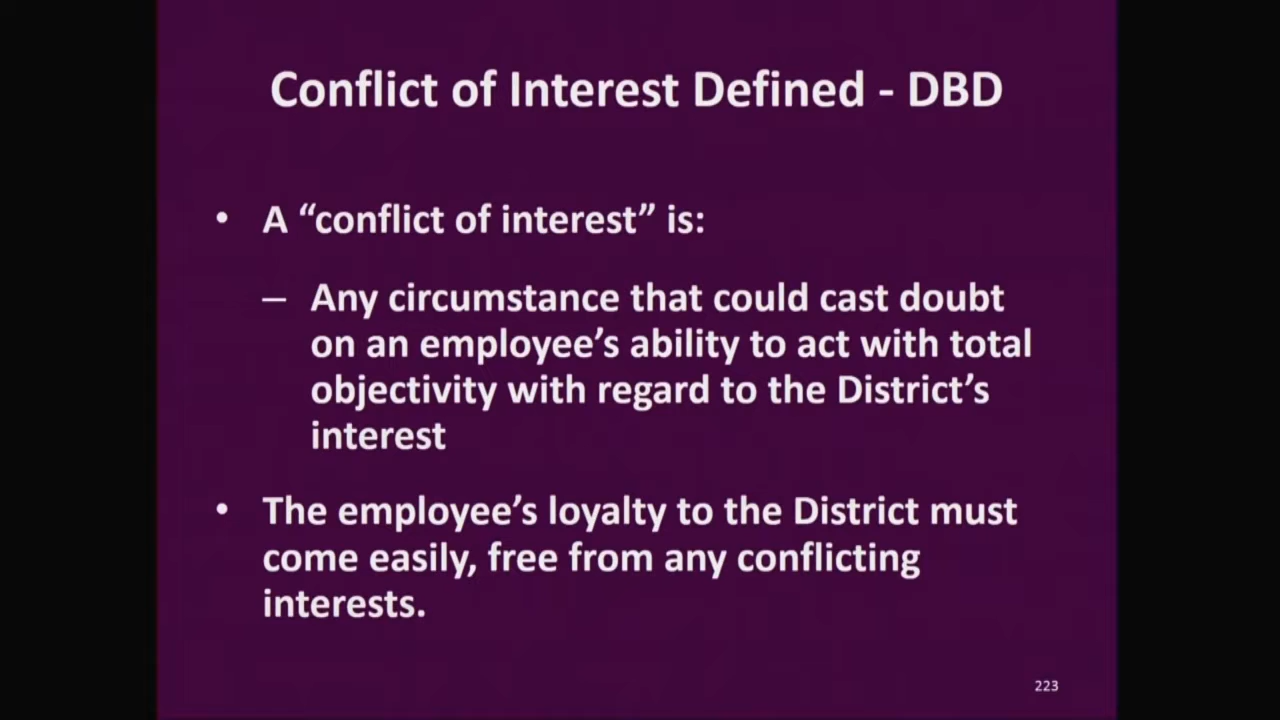 Conflict of Interest Defined - DBD
• A “conflict of interest” is:
– Any circumstance that could cast doubt
on an employee’s ability to act with total
objectivity with regard to the District’s
interest
• The employee’s loyalty to the District must
come easily, free from any conflicting
interests.
223